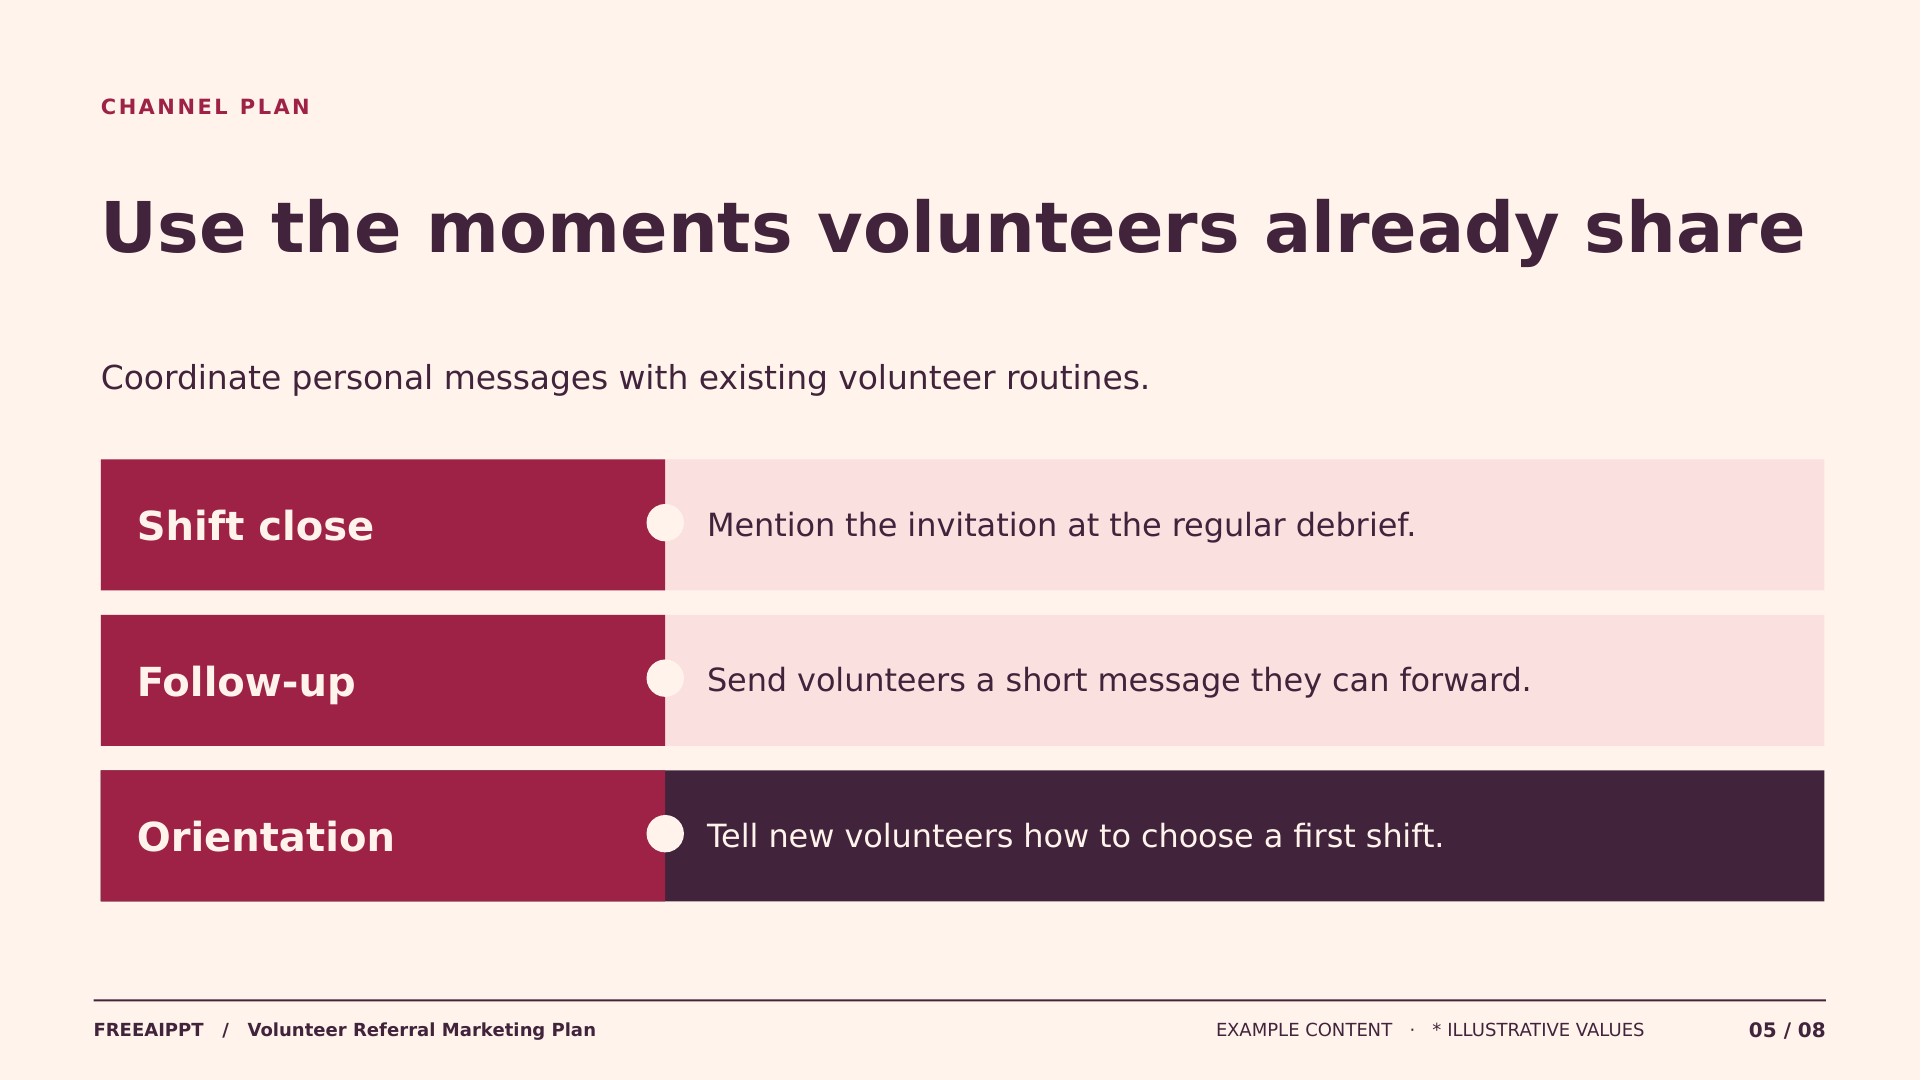 CHANNEL PLAN
Use the moments volunteers already share
Coordinate personal messages with existing volunteer routines.
Shift close
Mention the invitation at the regular debrief.
Follow-up
Send volunteers a short message they can forward.
Orientation
Tell new volunteers how to choose a first shift.
FREEAIPPT / Volunteer Referral Marketing Plan
EXAMPLE CONTENT · * ILLUSTRATIVE VALUES
05 / 08